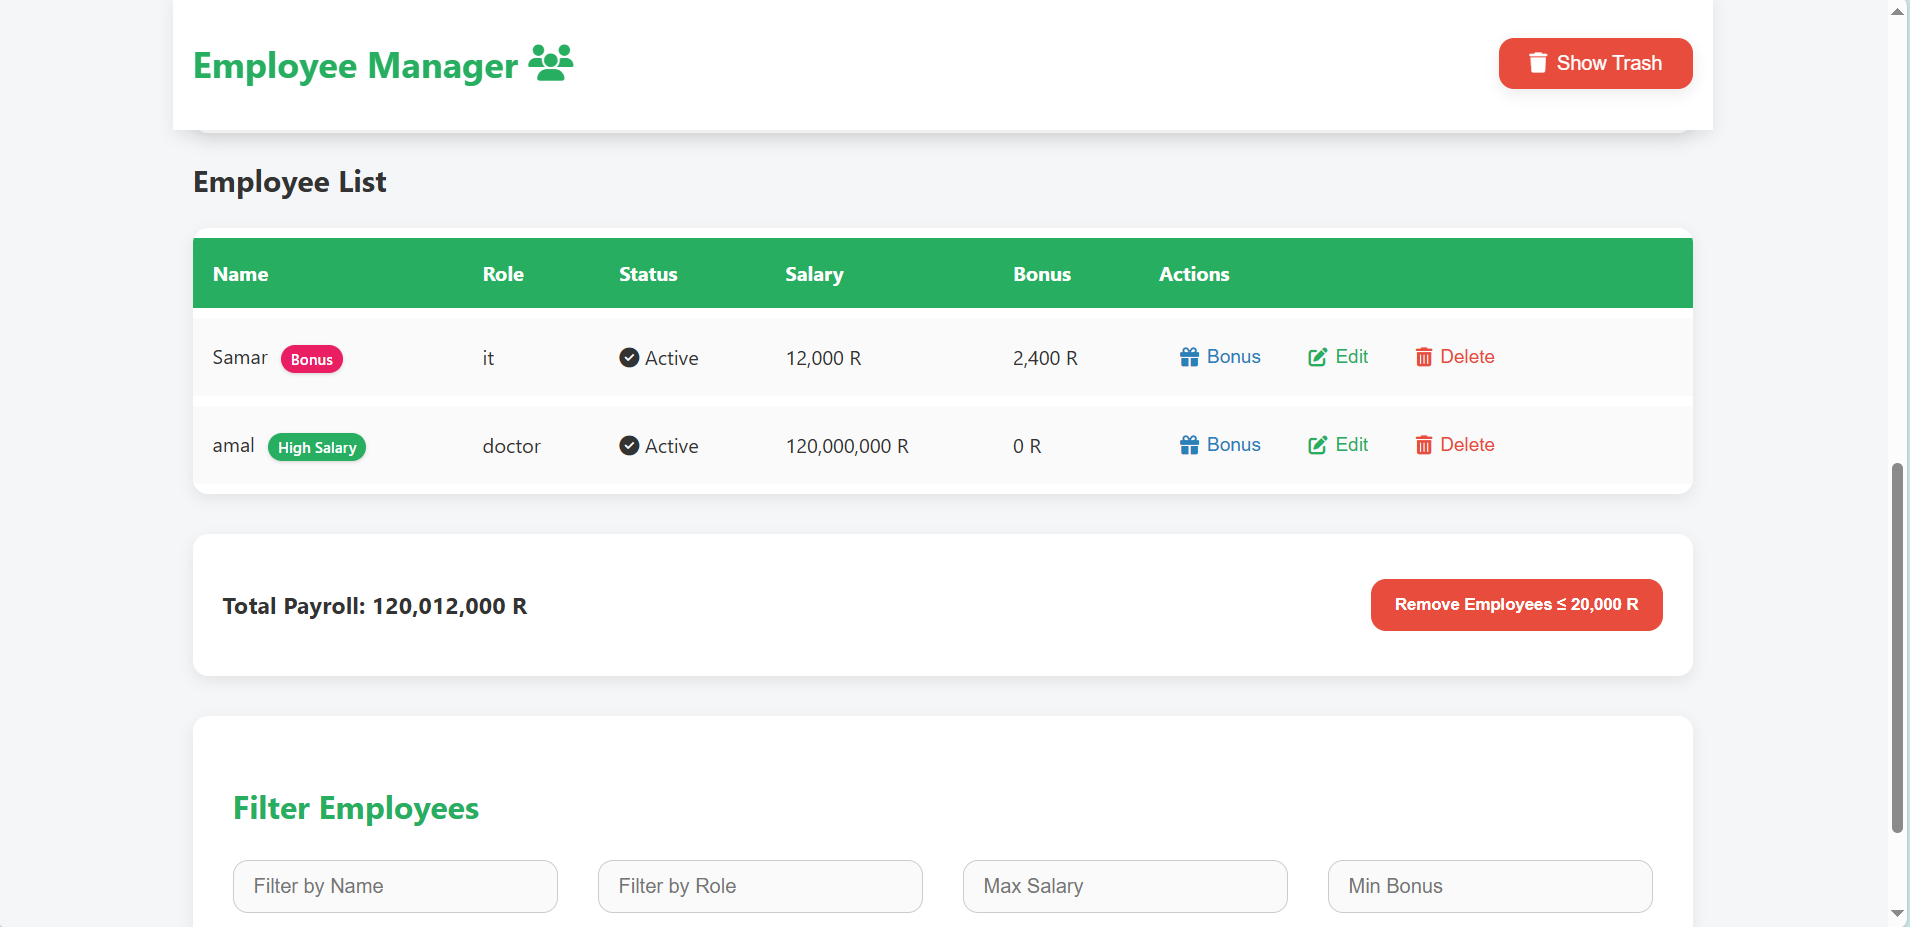 Employee Manager
Show Trash
Employee List
Name Role Status Salary Bonus Actions
Samar Bonus it Active 12,000 R 2,400 R Bonus Edit Delete
amal High Salary doctor Active 120,000,000 R 0 R Bonus Edit Delete
Total Payroll: 120,012,000 R
Remove Employees ≤ 20,000 R
Filter Employees
Filter by Name Filter by Role Max Salary Min Bonus